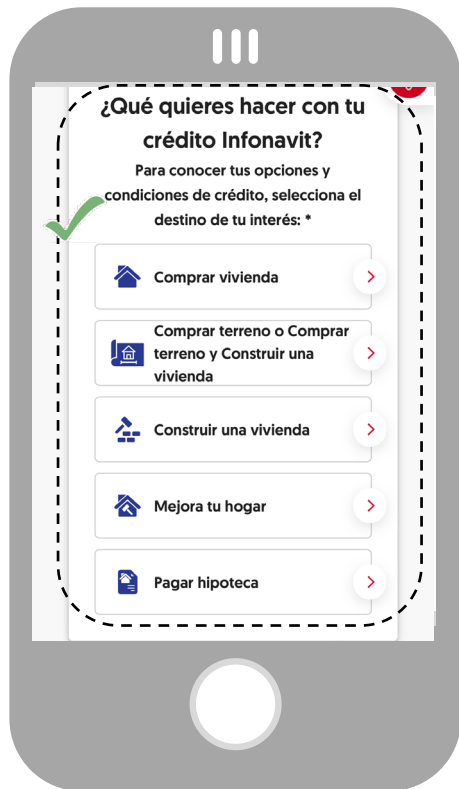 ¿Qué quieres hacer con tu
crédito Infonavit?
Para conocer tus opciones y
condiciones de crédito, selecciona el
destino de tu interés: *
Comprar vivienda
Comprar terreno o Comprar
terreno y Construir una
vivienda
Construir una vivienda
Mejora tu hogar
Pagar hipoteca